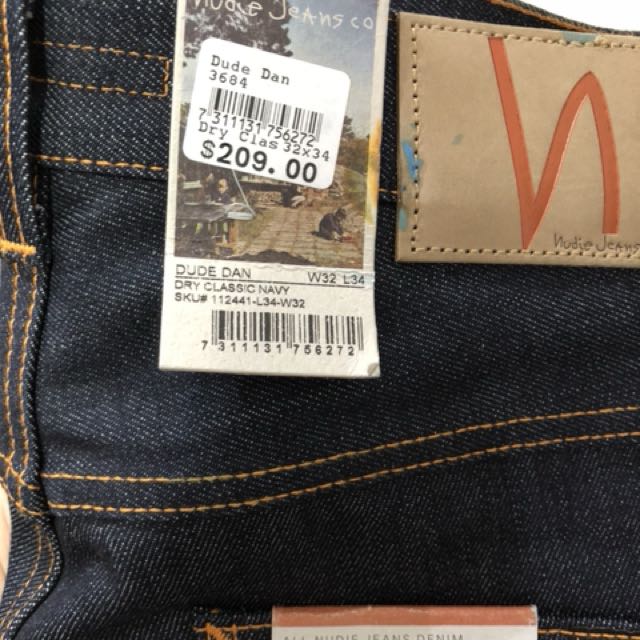 Nudie Jeans co
Dude Dan
3684
7 311131 756272
Dry Clas 32X34
$209.00
DUDE DAN W32 L34
DRY CLASSIC NAVY
SKU# 112441-L34-W32
7 311131 756272
Nudie Jeans
ALL NUDIE JEANS DENIM